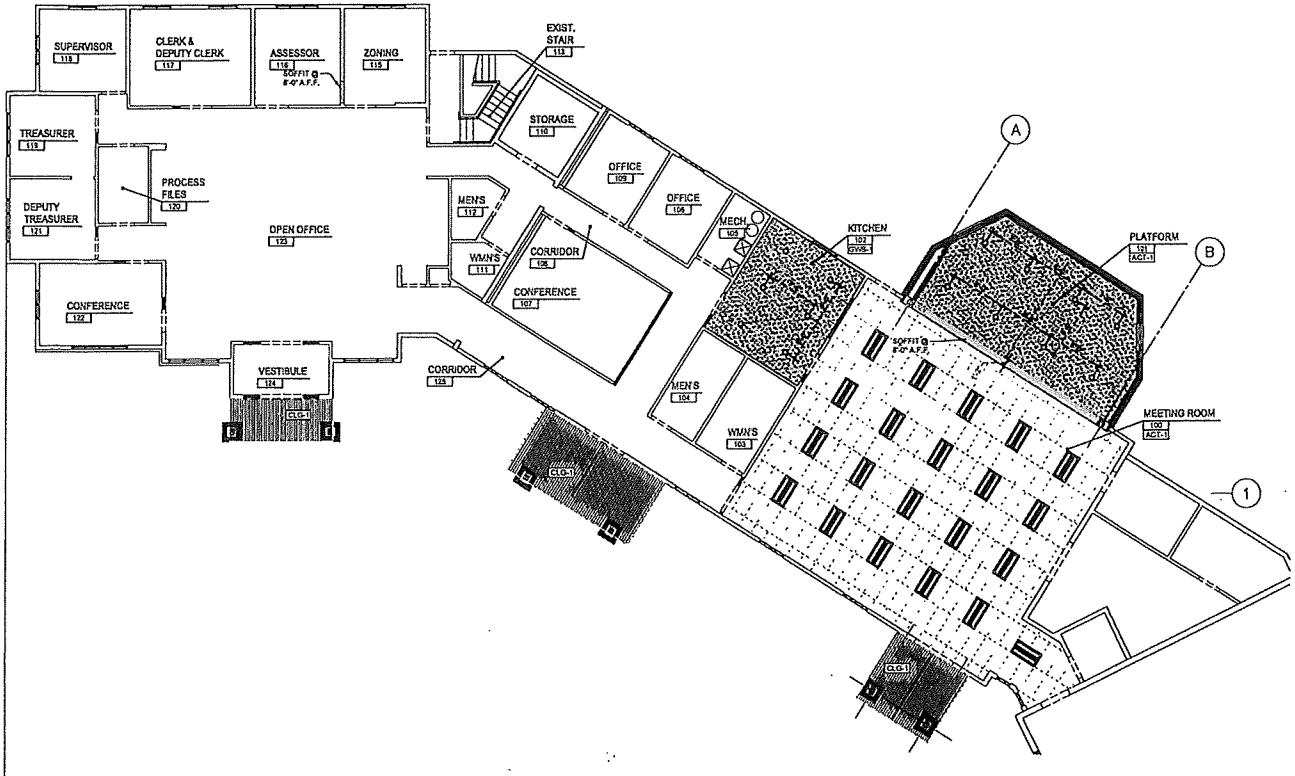 SUPERVISOR
118
CLERK &
DEPUTY CLERK
117
ASSESSOR
116
SOFFIT @
8'-0" A.F.F.
ZONING
115
EXIST.
STAIR
113
TREASURER
119
DEPUTY
TREASURER
121
PROCESS
FILES
120
OPEN OFFICE
123
CONFERENCE
122
VESTIBULE
124
CLG-1
STORAGE
110
OFFICE
109
OFFICE
106
MECH.
105
MEN'S
112
WMN'S
111
CORRIDOR
108
CONFERENCE
107
CORRIDOR
125
CLG-1
KITCHEN
102
MEN'S
104
WMN'S
103
A
PLATFORM
121
ACT-1
B
SOFFIT @
8'-0" A.F.F.
MEETING ROOM
100
ACT-1
1
CLG-1